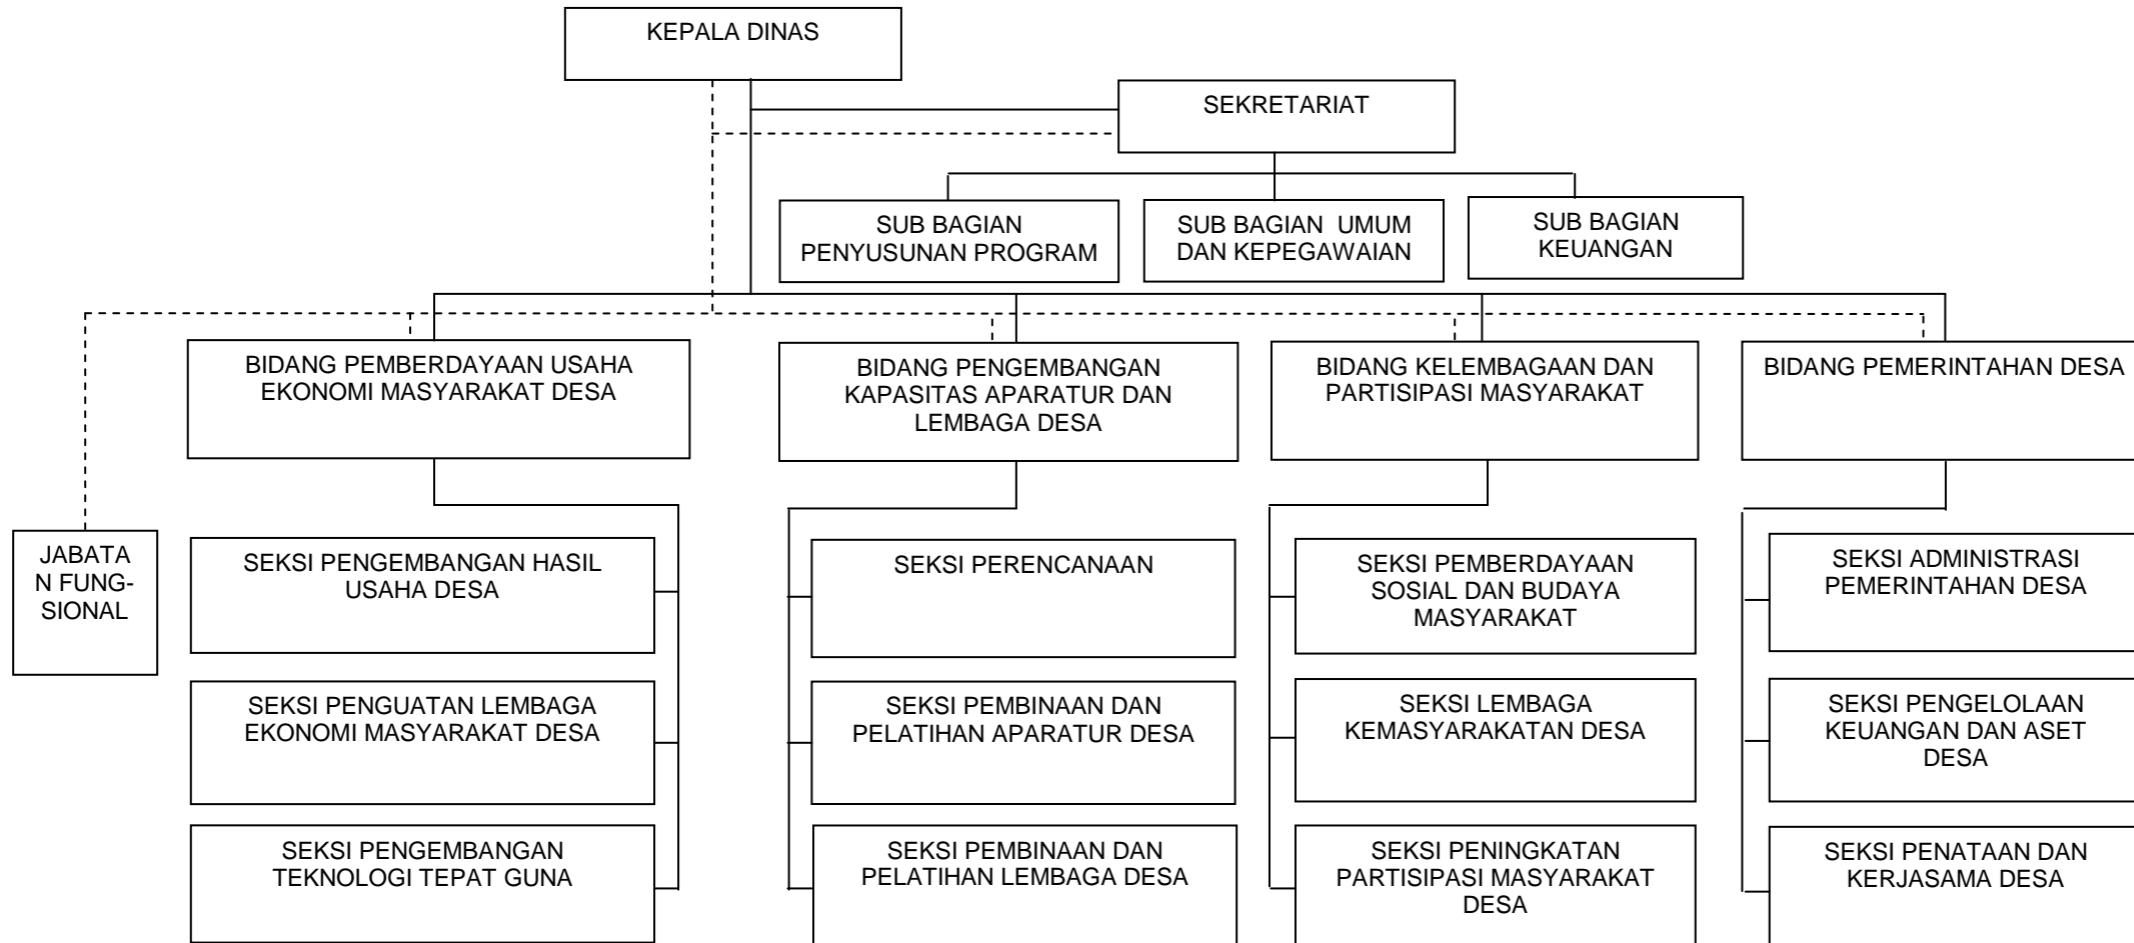 KEPALA DINAS
SEKRETARIAT
SUB BAGIAN
PENYUSUNAN PROGRAM
SUB BAGIAN UMUM
DAN KEPEGAWAIAN
SUB BAGIAN
KEUANGAN
BIDANG PEMBERDAYAAN USAHA
EKONOMI MASYARAKAT DESA
BIDANG PENGEMBANGAN
KAPASITAS APARATUR DAN
LEMBAGA DESA
BIDANG KELEMBAGAAN DAN
PARTISIPASI MASYARAKAT
BIDANG PEMERINTAHAN DESA
JABATA
N FUNG-
SIONAL
SEKSI PENGEMBANGAN HASIL
USAHA DESA
SEKSI PERENCANAAN
SEKSI PEMBERDAYAAN
SOSIAL DAN BUDAYA
MASYARAKAT
SEKSI ADMINISTRASI
PEMERINTAHAN DESA
SEKSI PENGUATAN LEMBAGA
EKONOMI MASYARAKAT DESA
SEKSI PEMBINAAN DAN
PELATIHAN APARATUR DESA
SEKSI LEMBAGA
KEMASYARAKATAN DESA
SEKSI PENGELOLAAN
KEUANGAN DAN ASET
DESA
SEKSI PENGEMBANGAN
TEKNOLOGI TEPAT GUNA
SEKSI PEMBINAAN DAN
PELATIHAN LEMBAGA DESA
SEKSI PENINGKATAN
PARTISIPASI MASYARAKAT
DESA
SEKSI PENATAAN DAN
KERJASAMA DESA